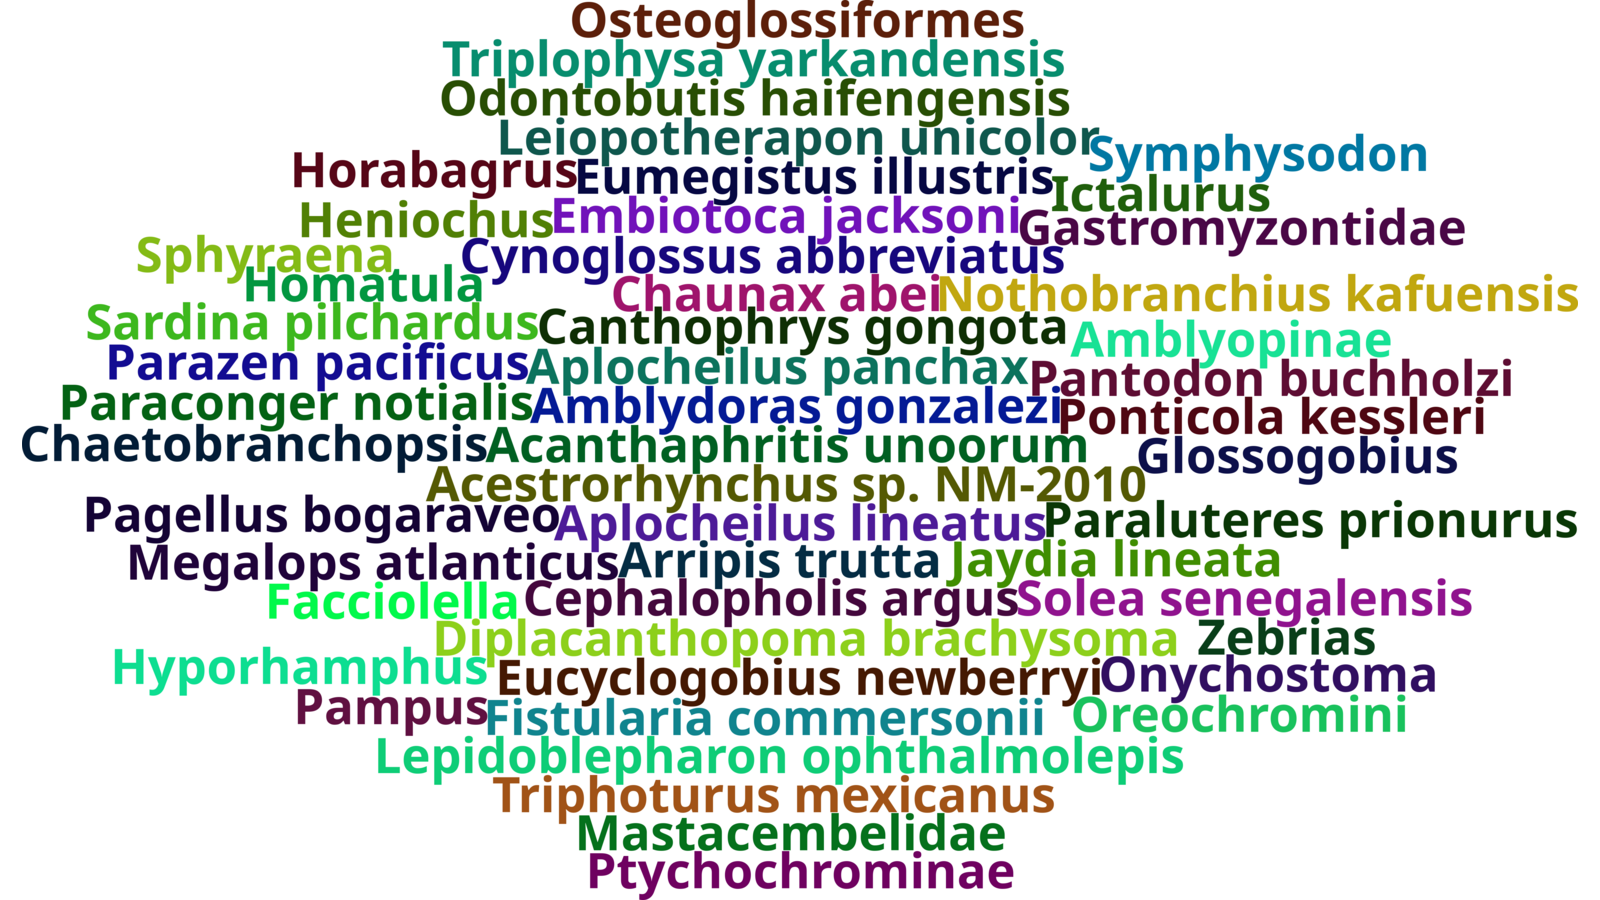 Osteoglossiformes
Triplophysa yarkandensis
Odontobutis haifengensis
Leiopotherapon unicolor
Symphysodon
Horabagrus
Eumegistus illustris
Ictalurus
Heniochus
Embiotoca jacksoni
Gastromyzontidae
Sphyraena
Cynoglossus abbreviatus
Homatula
Chaunax abei
Nothobranchius kafuensis
Sardina pilchardus
Canthophrys gongota
Amblyopinae
Parazen pacificus
Aplocheilus panchax
Pantodon buchholzi
Paraconger notialis
Amblydoras gonzalezi
Ponticola kessleri
Chaetobranchopsis
Acanthaphritis unoorum
Glossogobius
Acestrorhynchus sp. NM-2010
Pagellus bogaraveo
Aplocheilus lineatus
Paraluteres prionurus
Megalops atlanticus
Arripis trutta
Jaydia lineata
Facciolella
Cephalopholis argus
Solea senegalensis
Diplacanthopoma brachysoma
Zebrias
Hyporhamphus
Eucyclogobius newberryi
Onychostoma
Pampus
Fistularia commersonii
Oreochromini
Lepidoblepharon ophthalmolepis
Triphoturus mexicanus
Mastacembelidae
Ptychochrominae